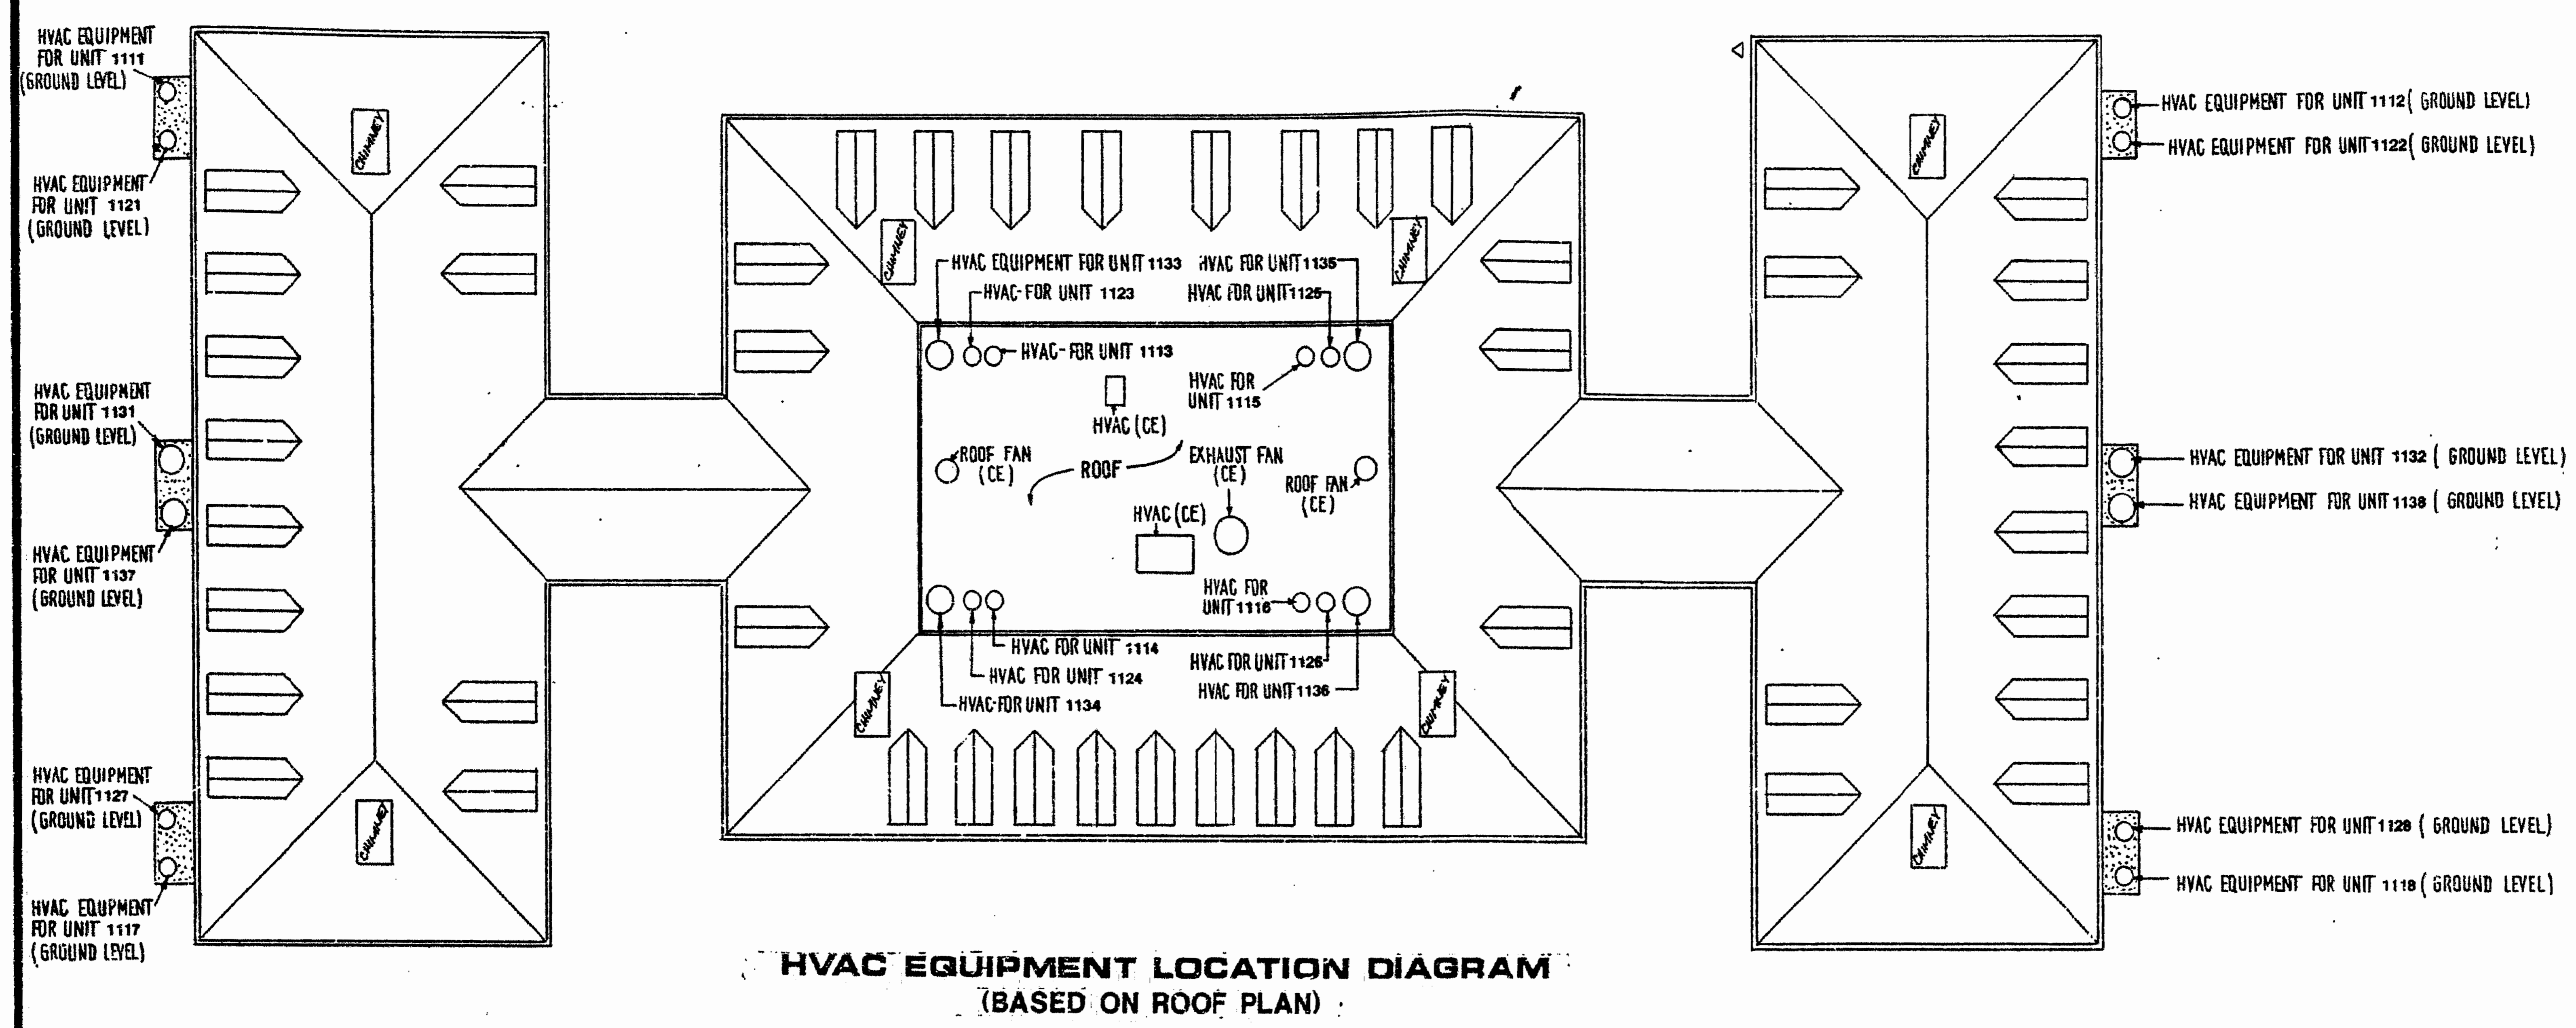 HVAC EQUIPMENT
FOR UNIT 1111
(GROUND LEVEL)
HVAC EQUIPMENT
FOR UNIT 1121
(GROUND LEVEL)
HVAC EQUIPMENT
FOR UNIT 1131
(GROUND LEVEL)
HVAC EQUIPMENT
FOR UNIT 1137
(GROUND LEVEL)
HVAC EQUIPMENT
FOR UNIT 1127
(GROUND LEVEL)
HVAC EQUPMENT
FOR UNIT 1117
(GROUND LEVEL)
CHIMNEY
CHIMNEY
CHIMNEY
CHIMNEY
HVAC EQUIPMENT FOR UNIT 1133
HVAC FOR UNIT 1135
HVAC-FOR UNIT 1123
HVAC FOR UNIT 1125
HVAC-FOR UNIT 1113
HVAC FOR
UNIT 1115
HVAC (CE)
ROOF FAN
(CE)
ROOF
EXHAUST FAN
(CE)
ROOF FAN
(CE)
HVAC (CE)
HVAC FOR
UNIT 1116
HVAC FOR UNIT 1114
HVAC FOR UNIT 1126
HVAC FOR UNIT 1124
HVAC FOR UNIT 1136
HVAC-FOR UNIT 1134
CHIMNEY
CHIMNEY
CHIMNEY
CHIMNEY
HVAC EQUIPMENT FOR UNIT 1112 ( GROUND LEVEL)
HVAC EQUIPMENT FOR UNIT 1122 ( GROUND LEVEL)
HVAC EQUIPMENT FOR UNIT 1132 ( GROUND LEVEL)
HVAC EQUIPMENT FOR UNIT 1138 ( GROUND LEVEL)
HVAC EQUIPMENT FOR UNIT 1128 ( GROUND LEVEL)
HVAC EQUIPMENT FOR UNIT 1118 ( GROUND LEVEL)
HVAC EQUIPMENT LOCATION DIAGRAM
(BASED ON ROOF PLAN)